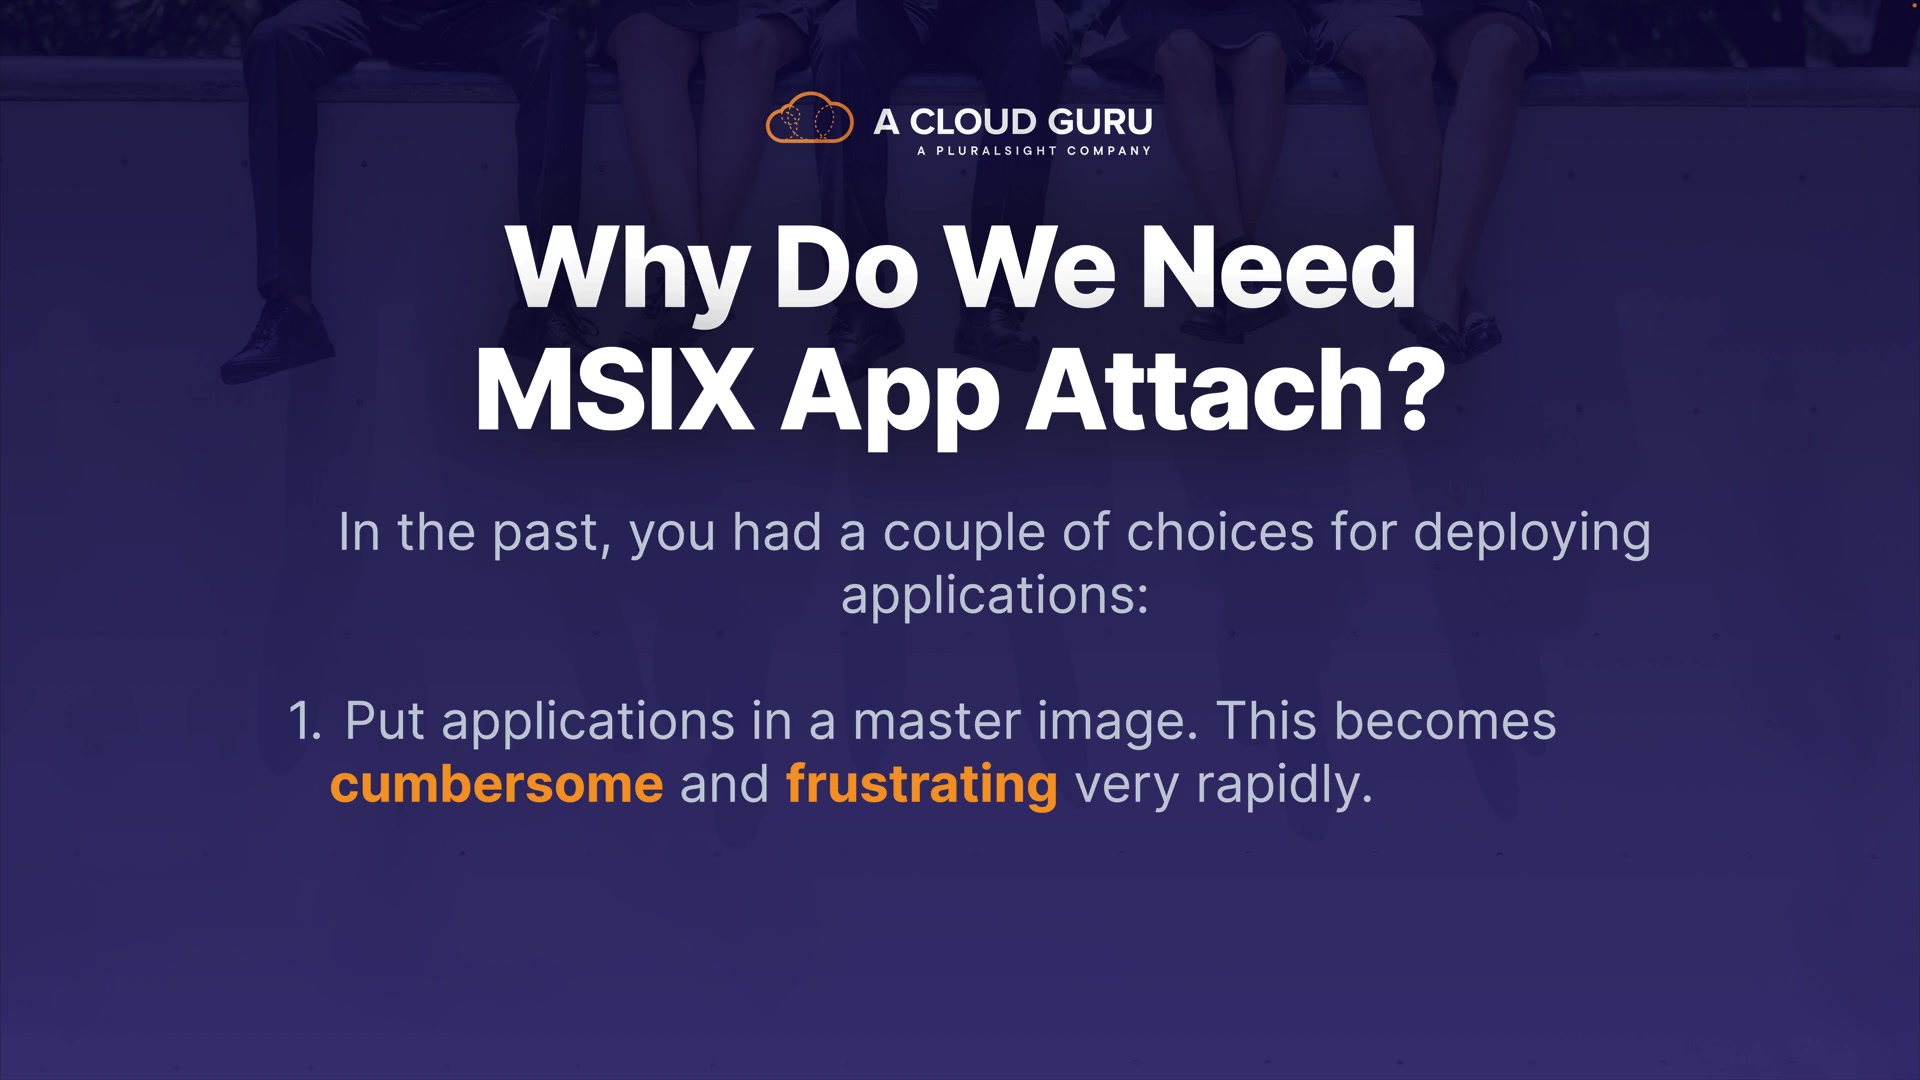 A CLOUD GURU
A PLURALSIGHT COMPANY
Why Do We Need
MSIX App Attach?
In the past, you had a couple of choices for deploying
applications:
1. Put applications in a master image. This becomes
cumbersome and frustrating very rapidly.